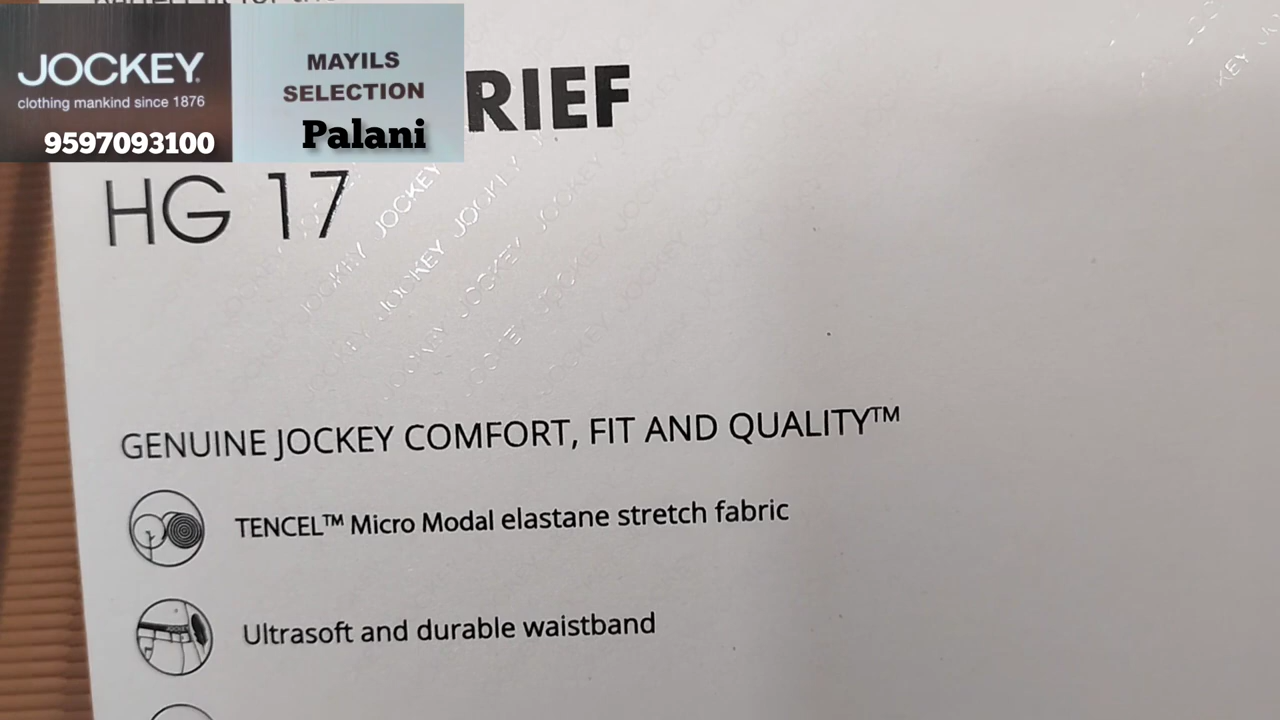 JOCKEY®
clothing mankind since 1876
9597093100
MAYILS
SELECTION
Palani
RIEF
HG 17
GENUINE JOCKEY COMFORT, FIT AND QUALITY™
TENCEL™ Micro Modal elastane stretch fabric
Ultrasoft and durable waistband